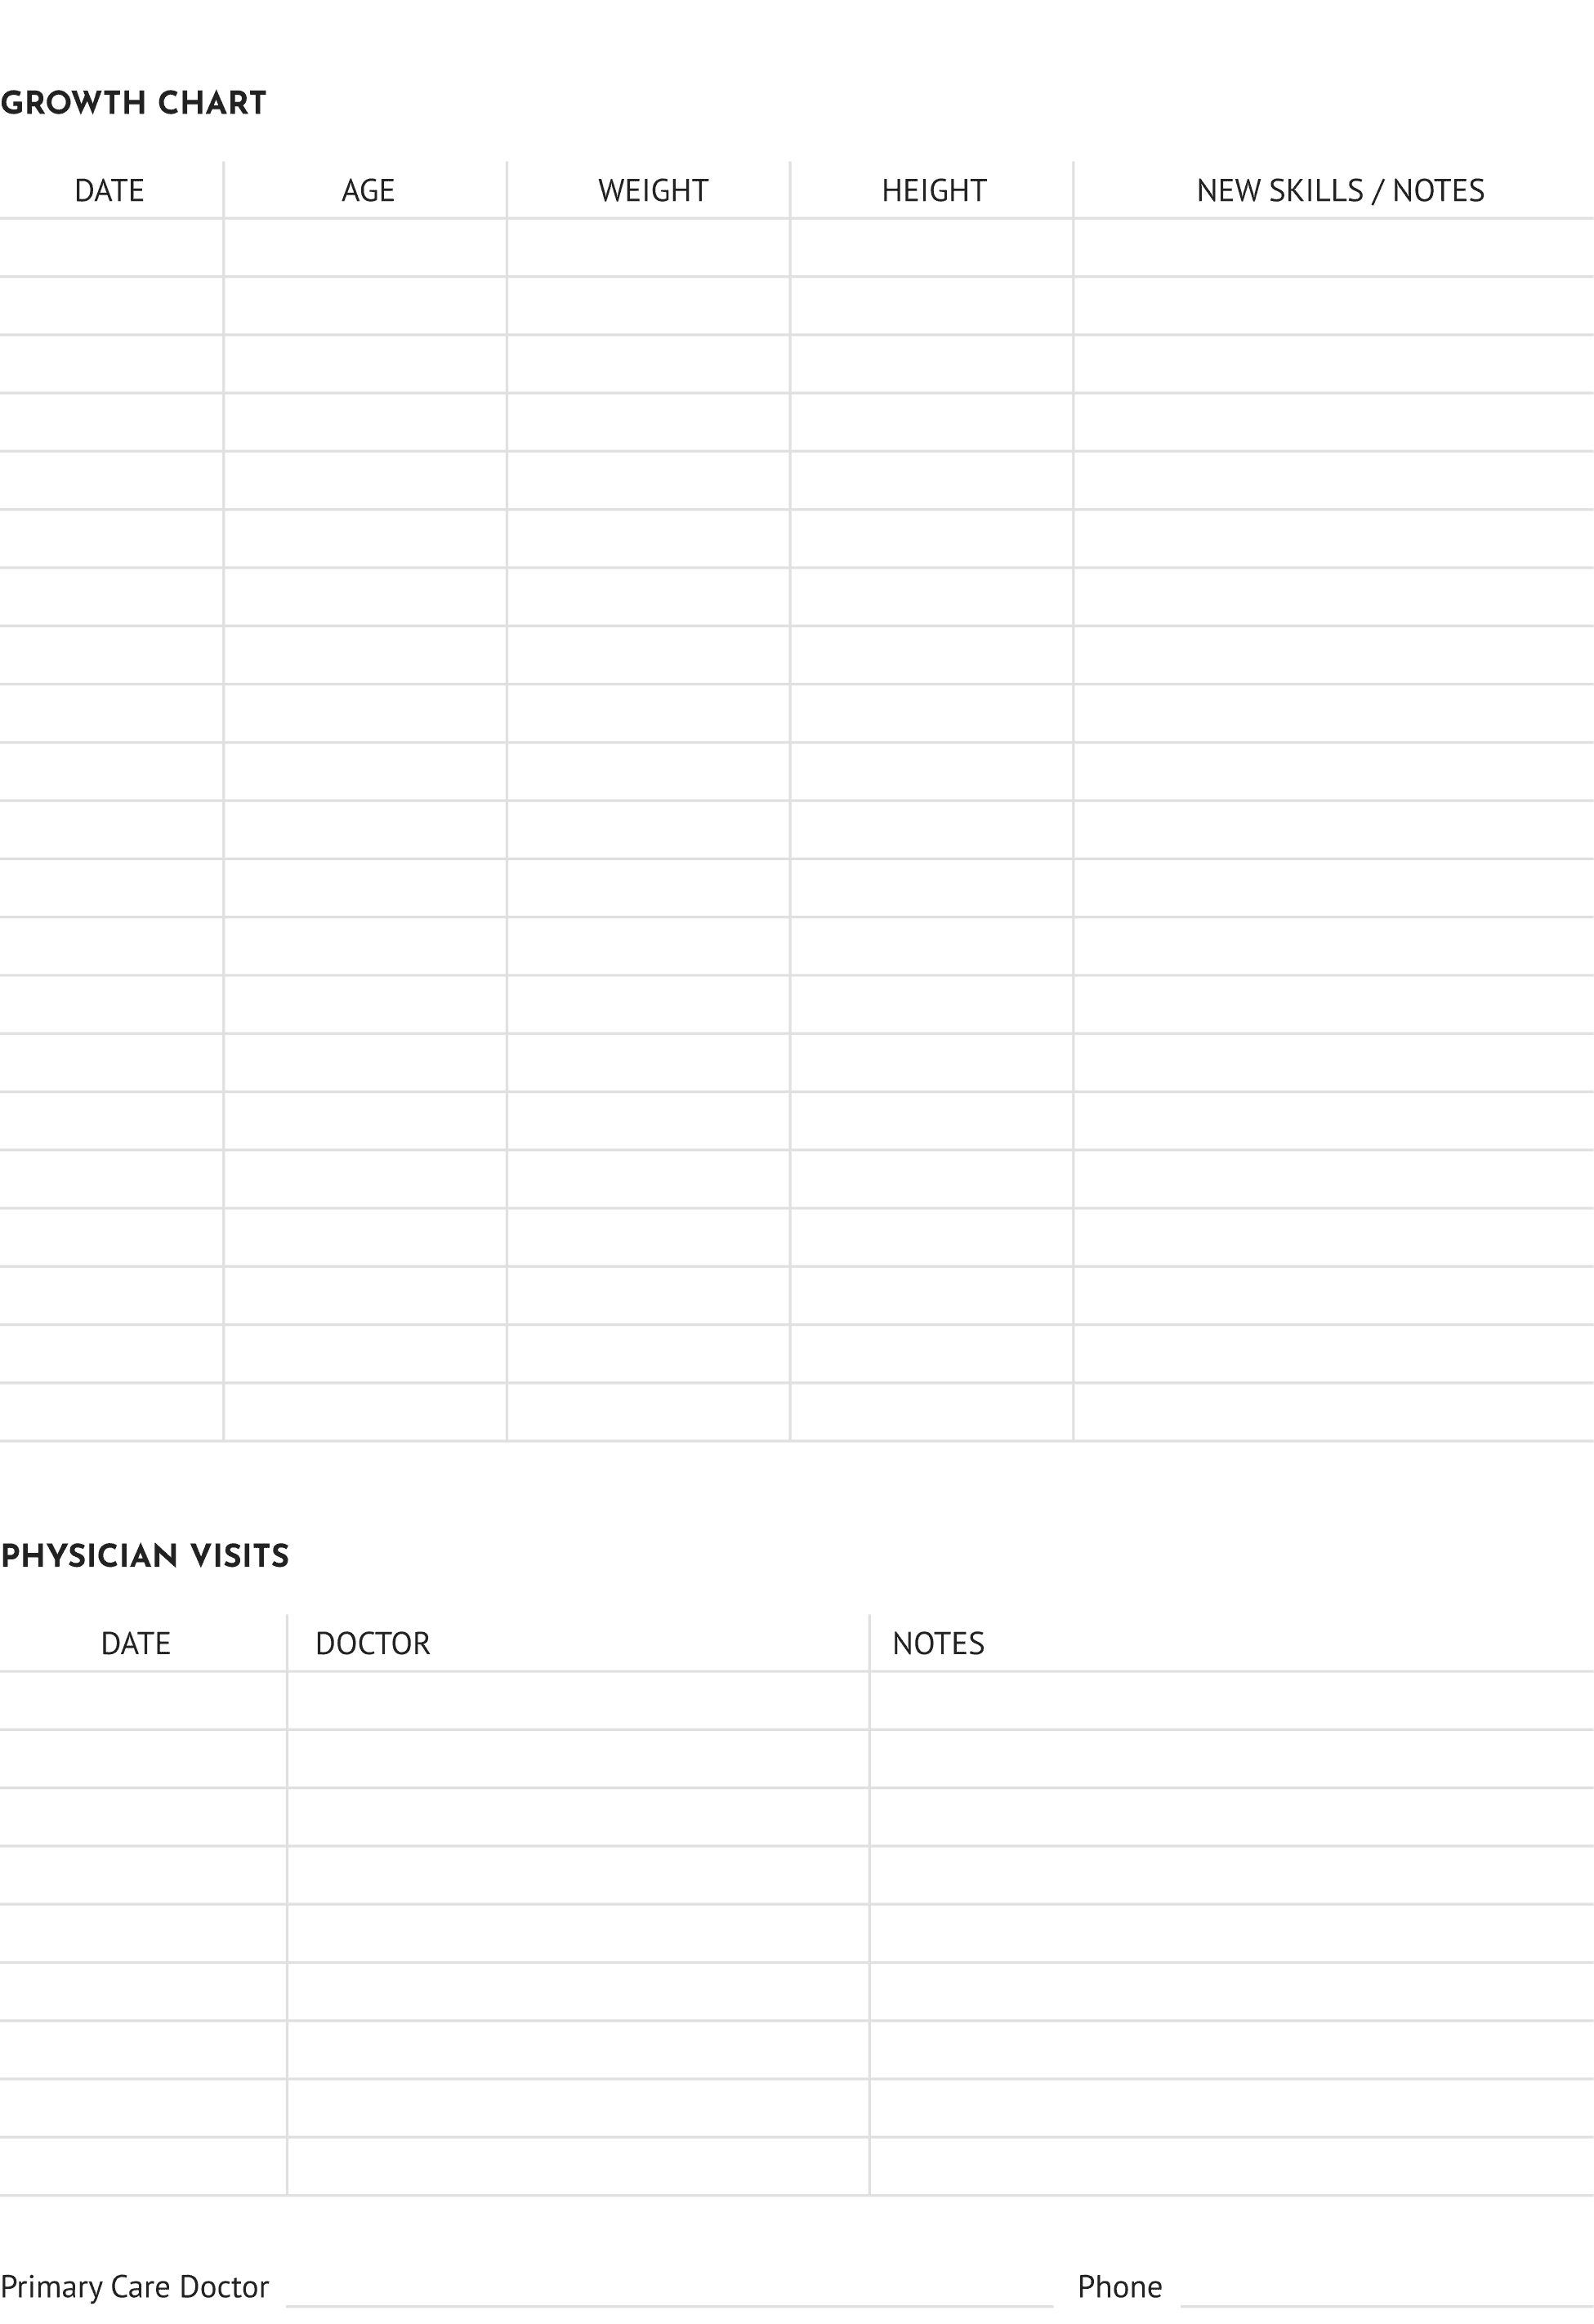 GROWTH CHART
DATE AGE WEIGHT HEIGHT NEW SKILLS / NOTES
PHYSICIAN VISITS
DATE DOCTOR NOTES
Primary Care Doctor Phone